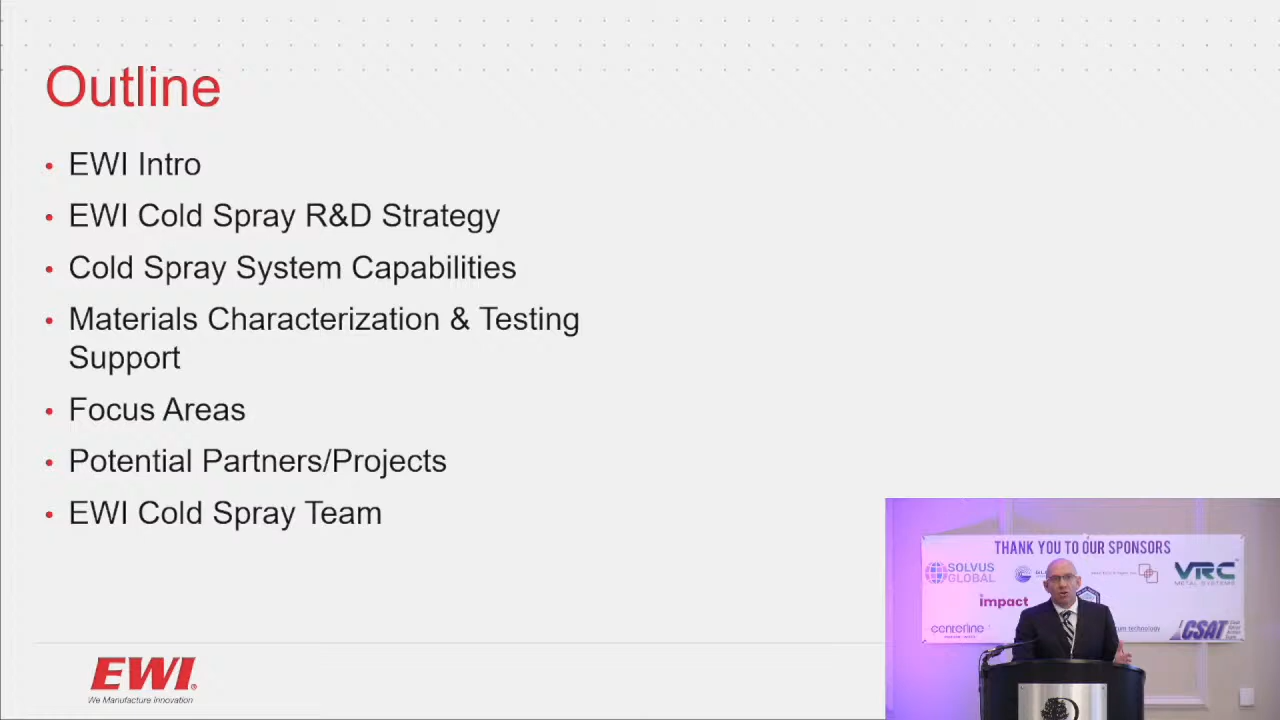 Outline
• EWI Intro
• EWI Cold Spray R&D Strategy
• Cold Spray System Capabilities
• Materials Characterization & Testing
Support
• Focus Areas
• Potential Partners/Projects
• EWI Cold Spray Team
EWI®
We Manufacture Innovation
THANK YOU TO OUR SPONSORS
SOLVUS
GLOBAL
VRC
METAL SYSTEMS
impact
centerline
technology
CSAT